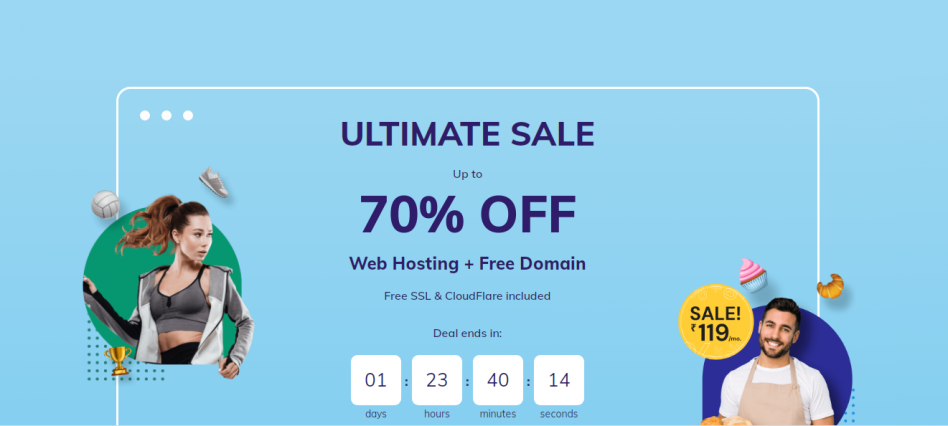 ULTIMATE SALE
Up to
70% OFF
Web Hosting + Free Domain
Free SSL & CloudFlare included
SALE!
₹119/mo.
Deal ends in:
01 : 23 : 40 : 14
days hours minutes seconds